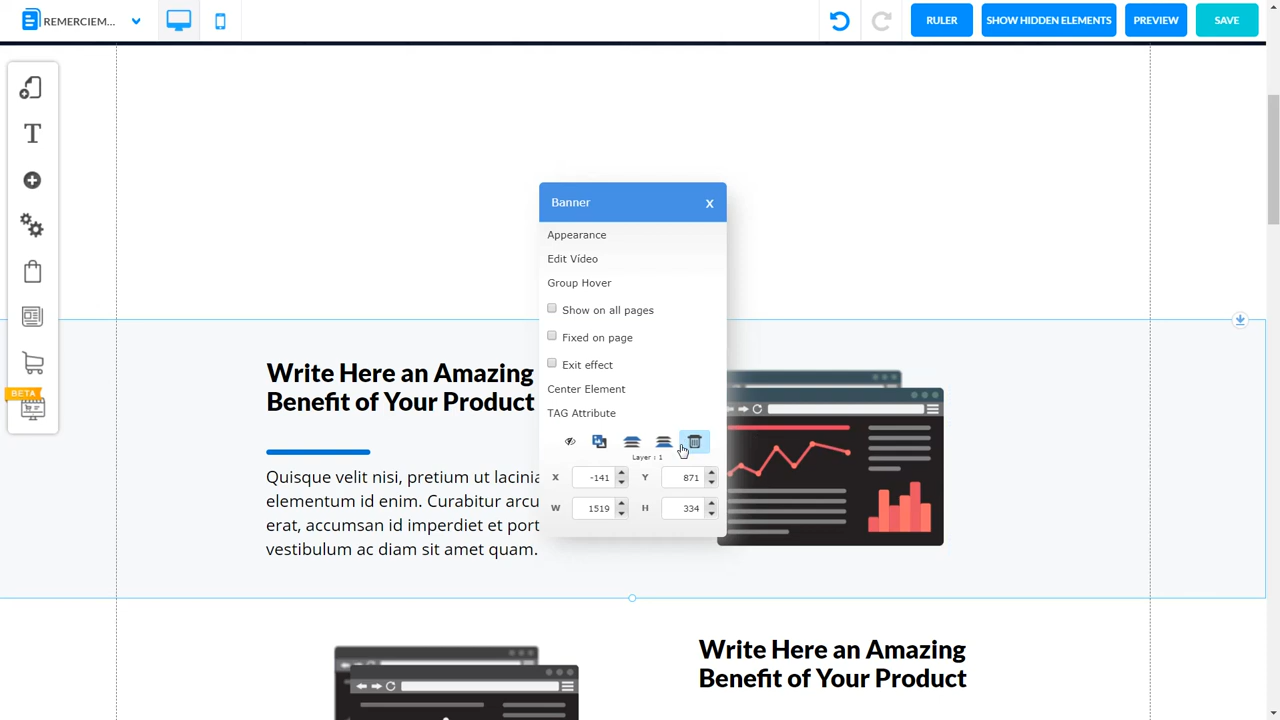 REMERCIEM...
RULER
SHOW HIDDEN ELEMENTS
PREVIEW
SAVE
T
BETA
Banner
X
Appearance
Edit Vídeo
Group Hover
Show on all pages
Fixed on page
Exit effect
Center Element
TAG Attribute
Layer : 1
X -141 Y 871
W 1519 H 334
Write Here an Amazing
Benefit of Your Product
Quisque velit nisi, pretium ut lacinia
elementum id enim. Curabitur arcu
erat, accumsan id imperdiet et port
vestibulum ac diam sit amet quam.
Write Here an Amazing
Benefit of Your Product